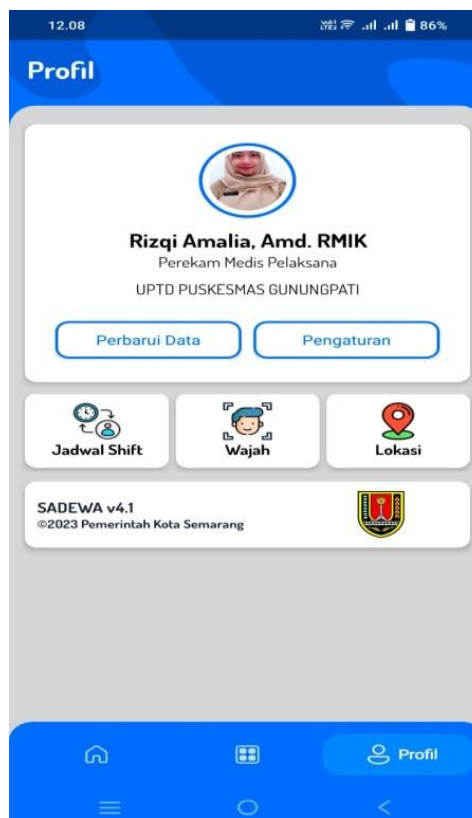 12.08
86%
Profil
Rizqi Amalia, Amd. RMIK
Perekam Medis Pelaksana
UPTD PUSKESMAS GUNUNGPATI
Perbarui Data
Pengaturan
Jadwal Shift
Wajah
Lokasi
SADEWA v4.1
©2023 Pemerintah Kota Semarang
Profil